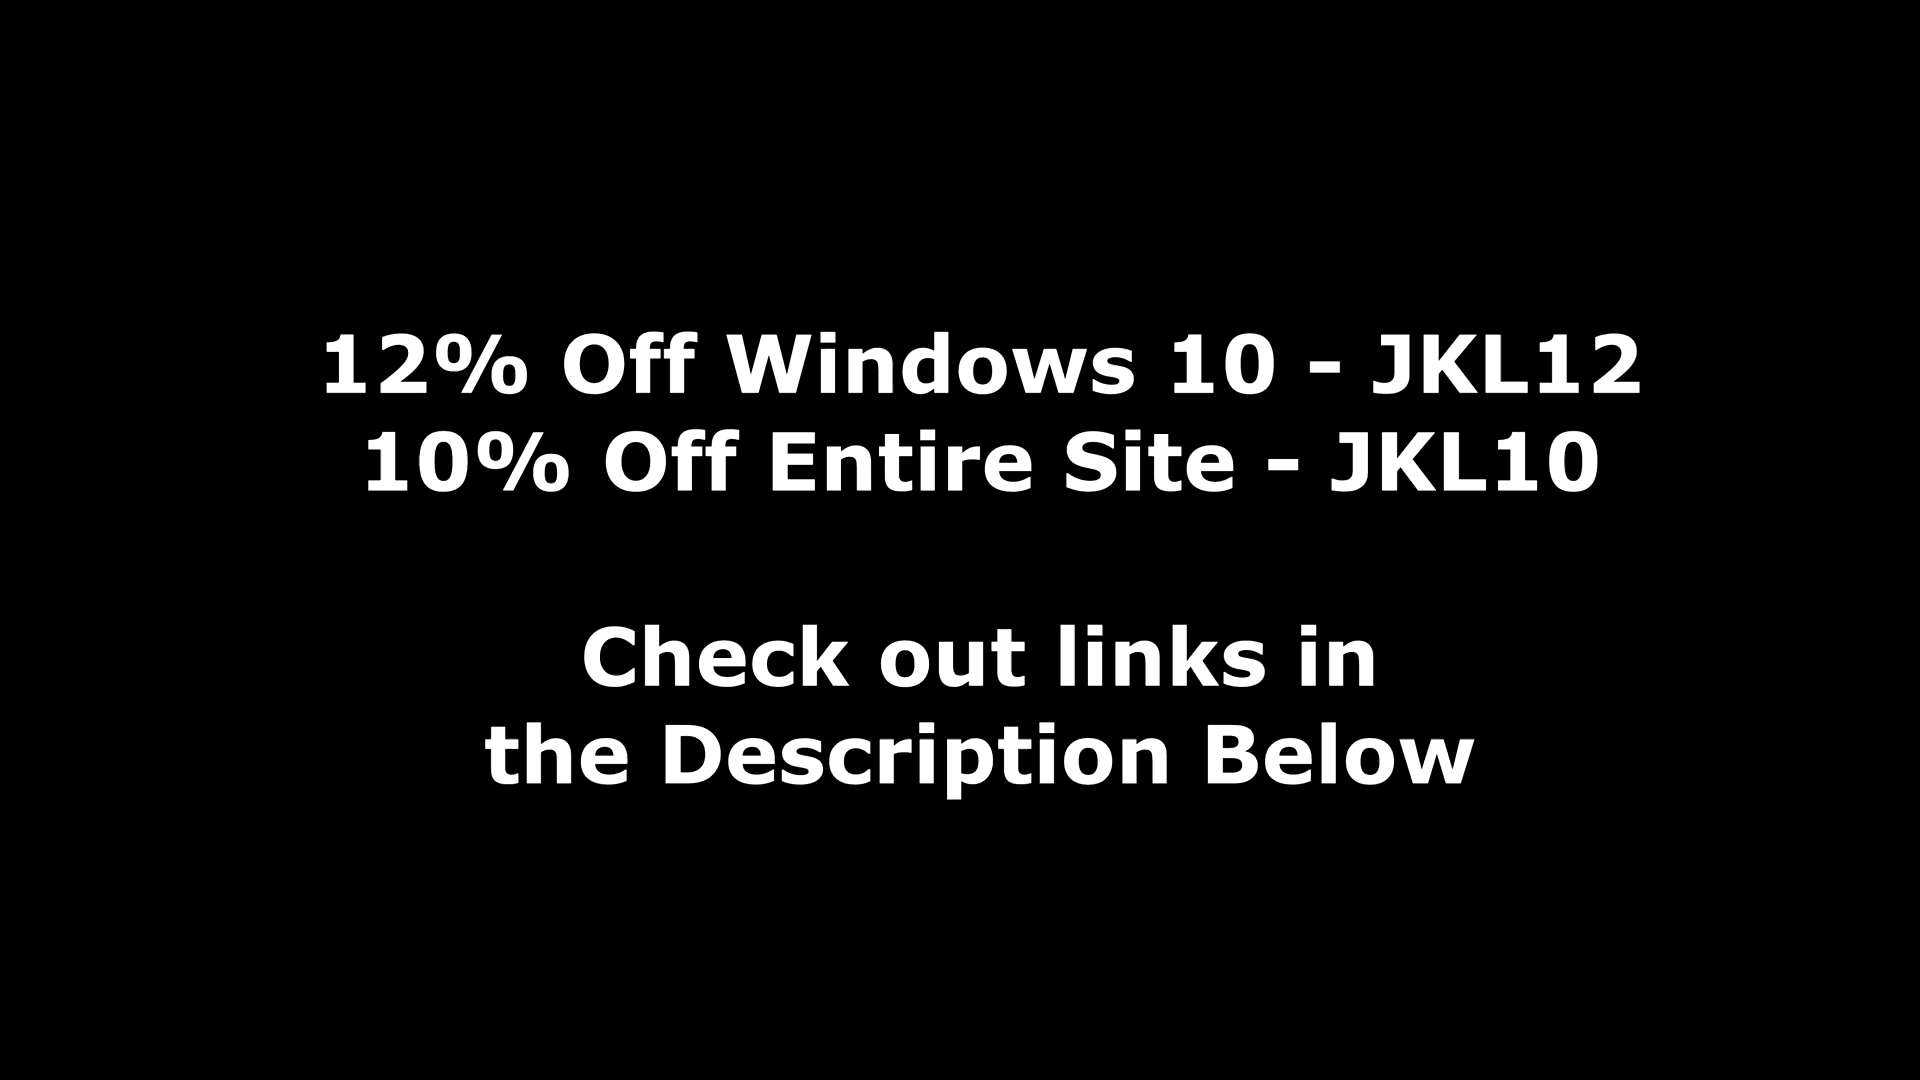 12% Off Windows 10 - JKL12
10% Off Entire Site - JKL10
Check out links in
the Description Below